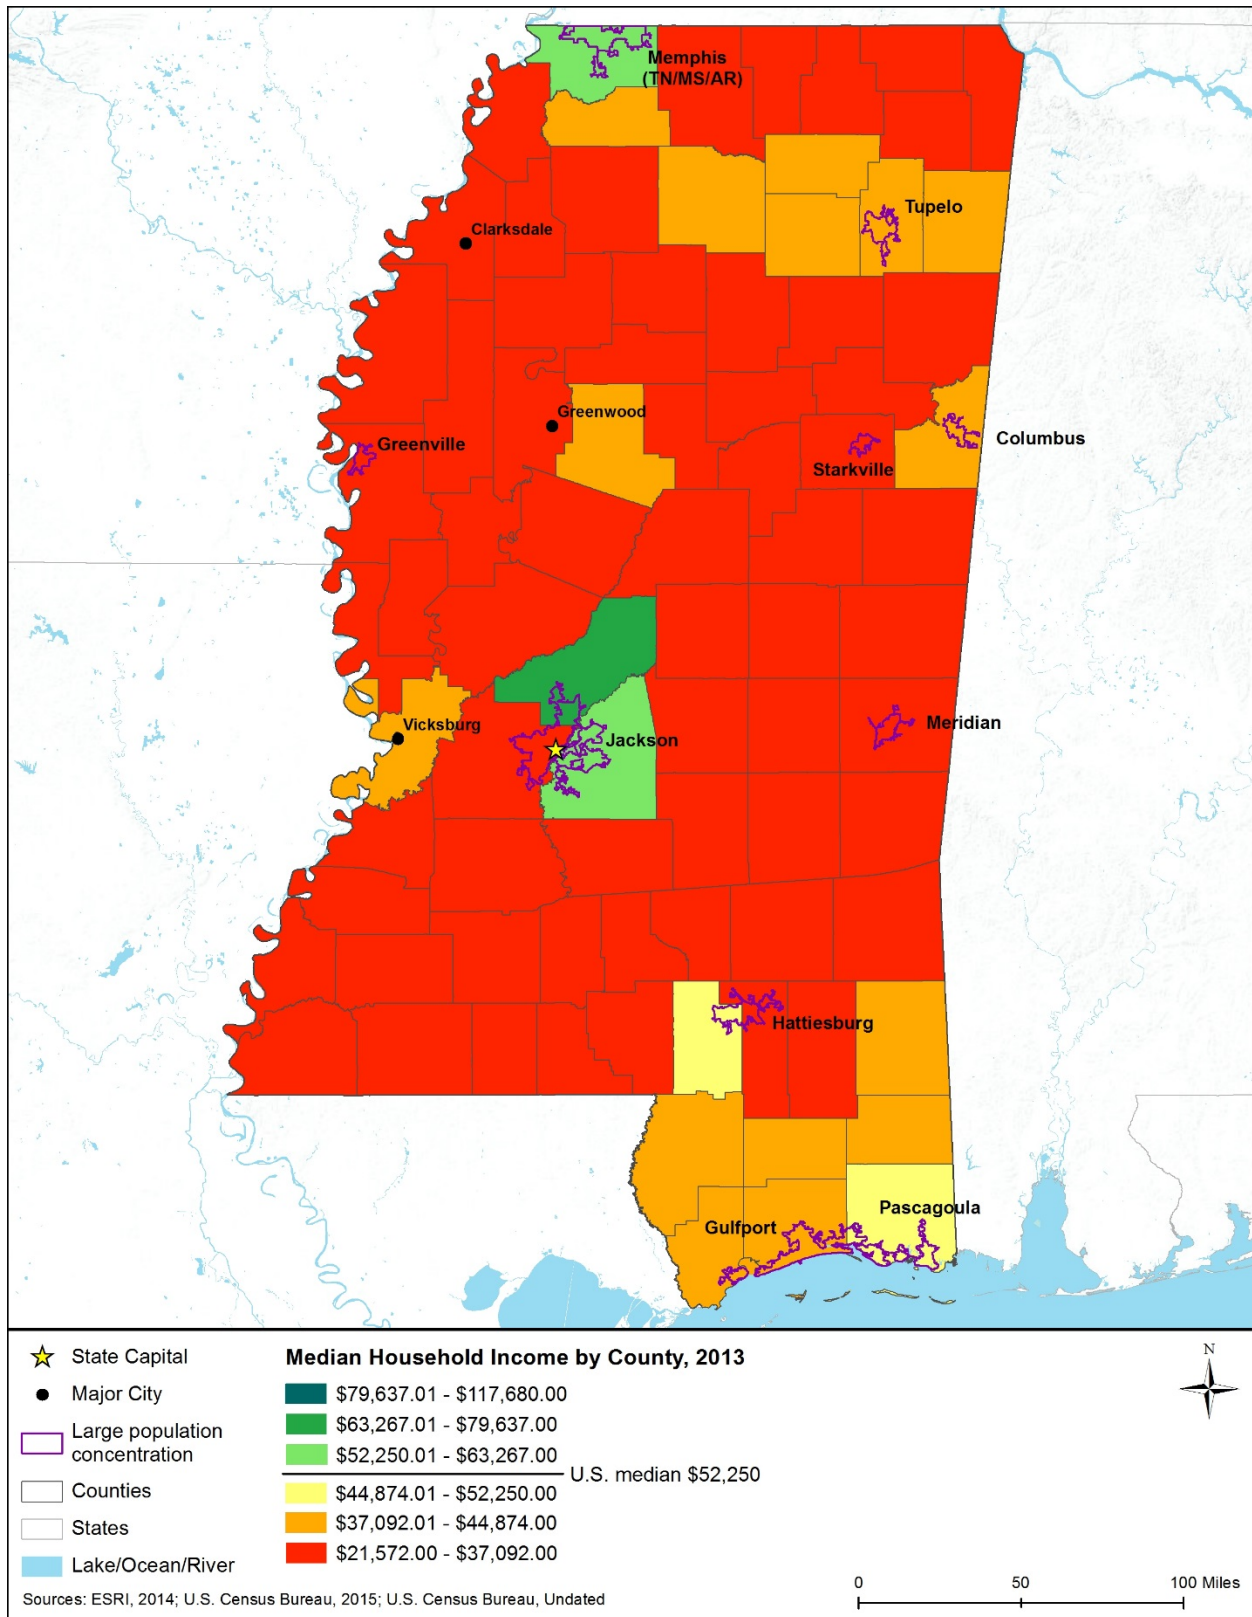 Memphis
(TN/MS/AR)
Tupelo
Clarksdale
Greenwood
Greenville
Columbus
Starkville
Vicksburg
Jackson
Meridian
Hattiesburg
Pascagoula
Gulfport
State Capital
Major City
Large population
concentration
Counties
States
Lake/Ocean/River
Median Household Income by County, 2013
$79,637.01 - $117,680.00
$63,267.01 - $79,637.00
$52,250.01 - $63,267.00
U.S. median $52,250
$44,874.01 - $52,250.00
$37,092.01 - $44,874.00
$21,572.00 - $37,092.00
N
0 50 100 Miles
Sources: ESRI, 2014; U.S. Census Bureau, 2015; U.S. Census Bureau, Undated